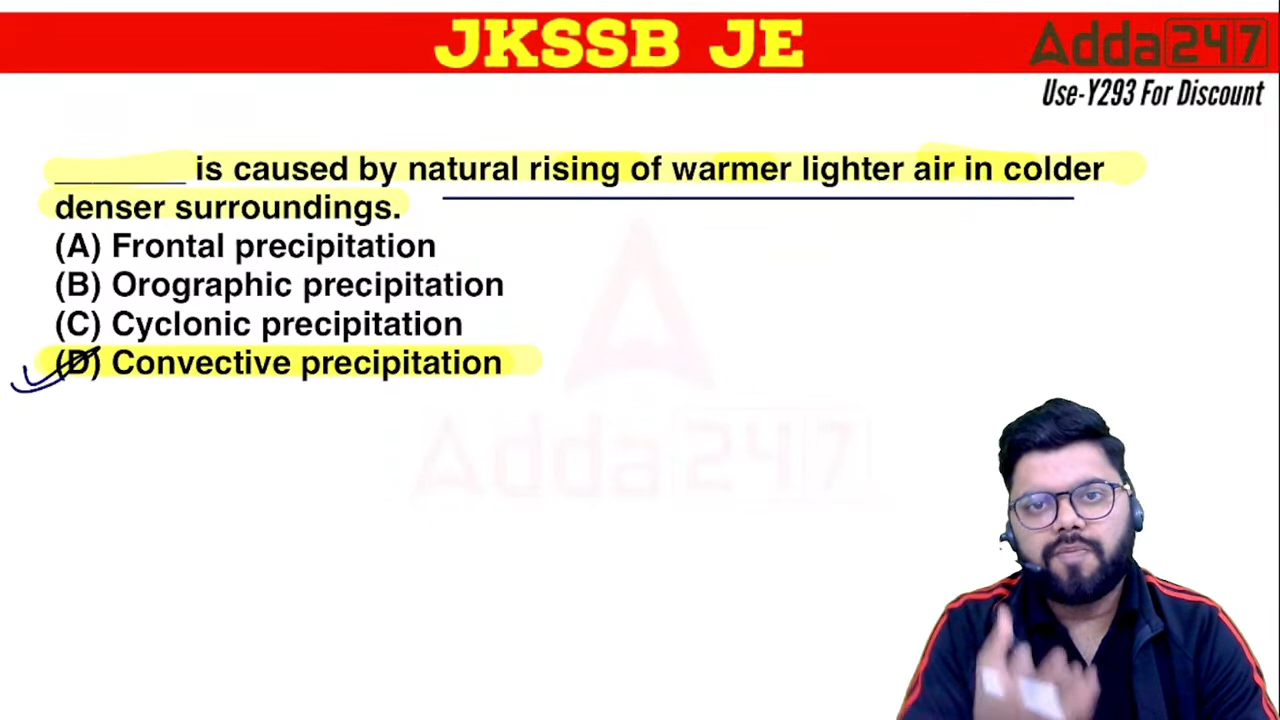 JKSSB JE
Adda247
Use-Y293 For Discount
________ is caused by natural rising of warmer lighter air in colder
denser surroundings.
(A) Frontal precipitation
(B) Orographic precipitation
(C) Cyclonic precipitation
(D) Convective precipitation
Adda247